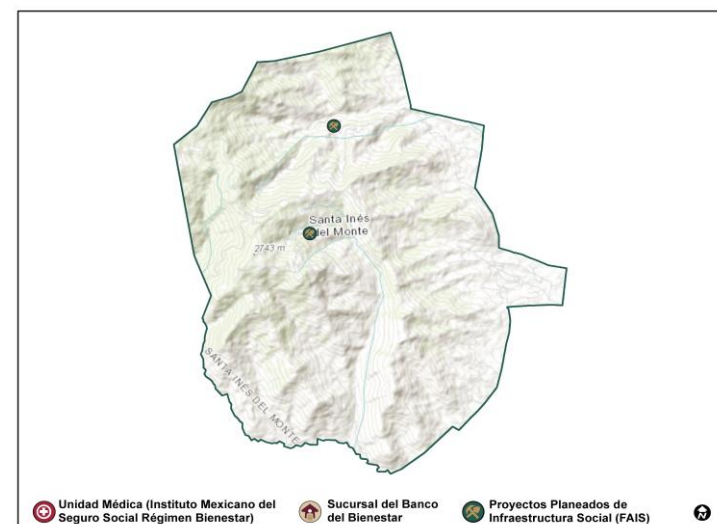 Santa Inés
del Monte
2743 m
SANTA INÉS DEL MONTE
Unidad Médica (Instituto Mexicano del
Seguro Social Régimen Bienestar)
Sucursal del Banco
del Bienestar
Proyectos Planeados de
Infraestructura Social (FAIS)